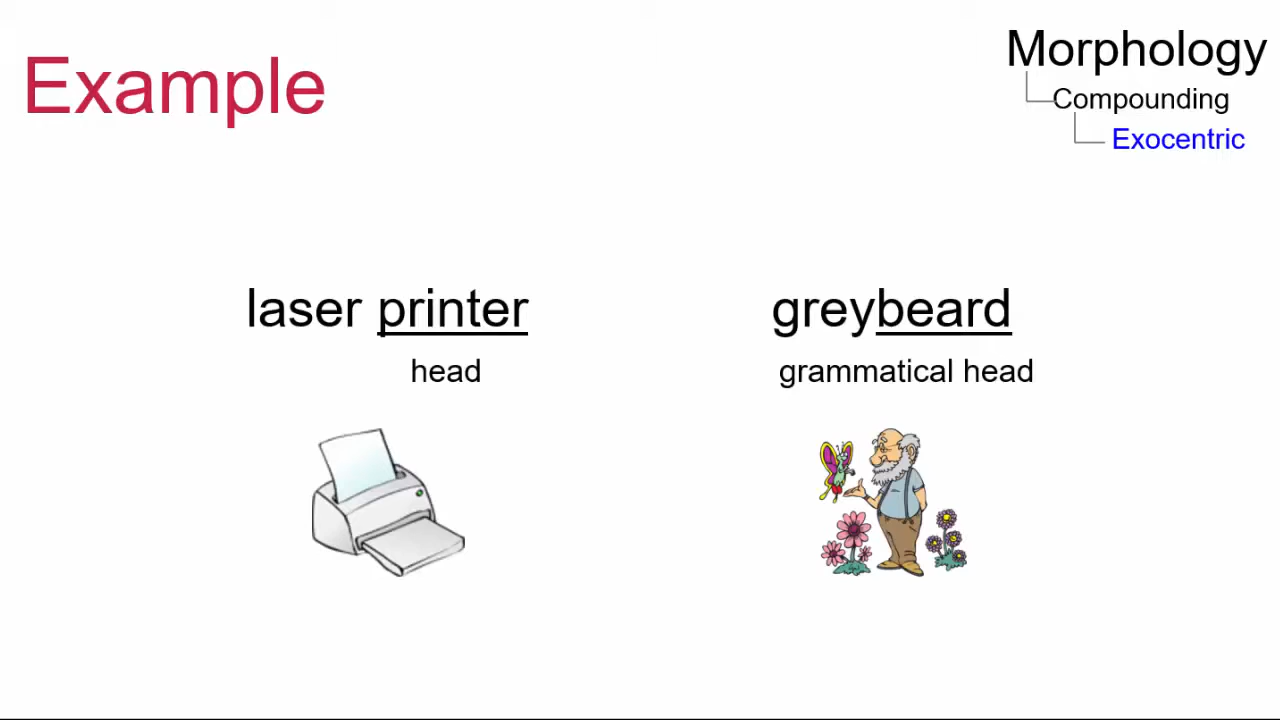 Example
Morphology
Compounding
Exocentric
laser printer
head
greybeard
grammatical head